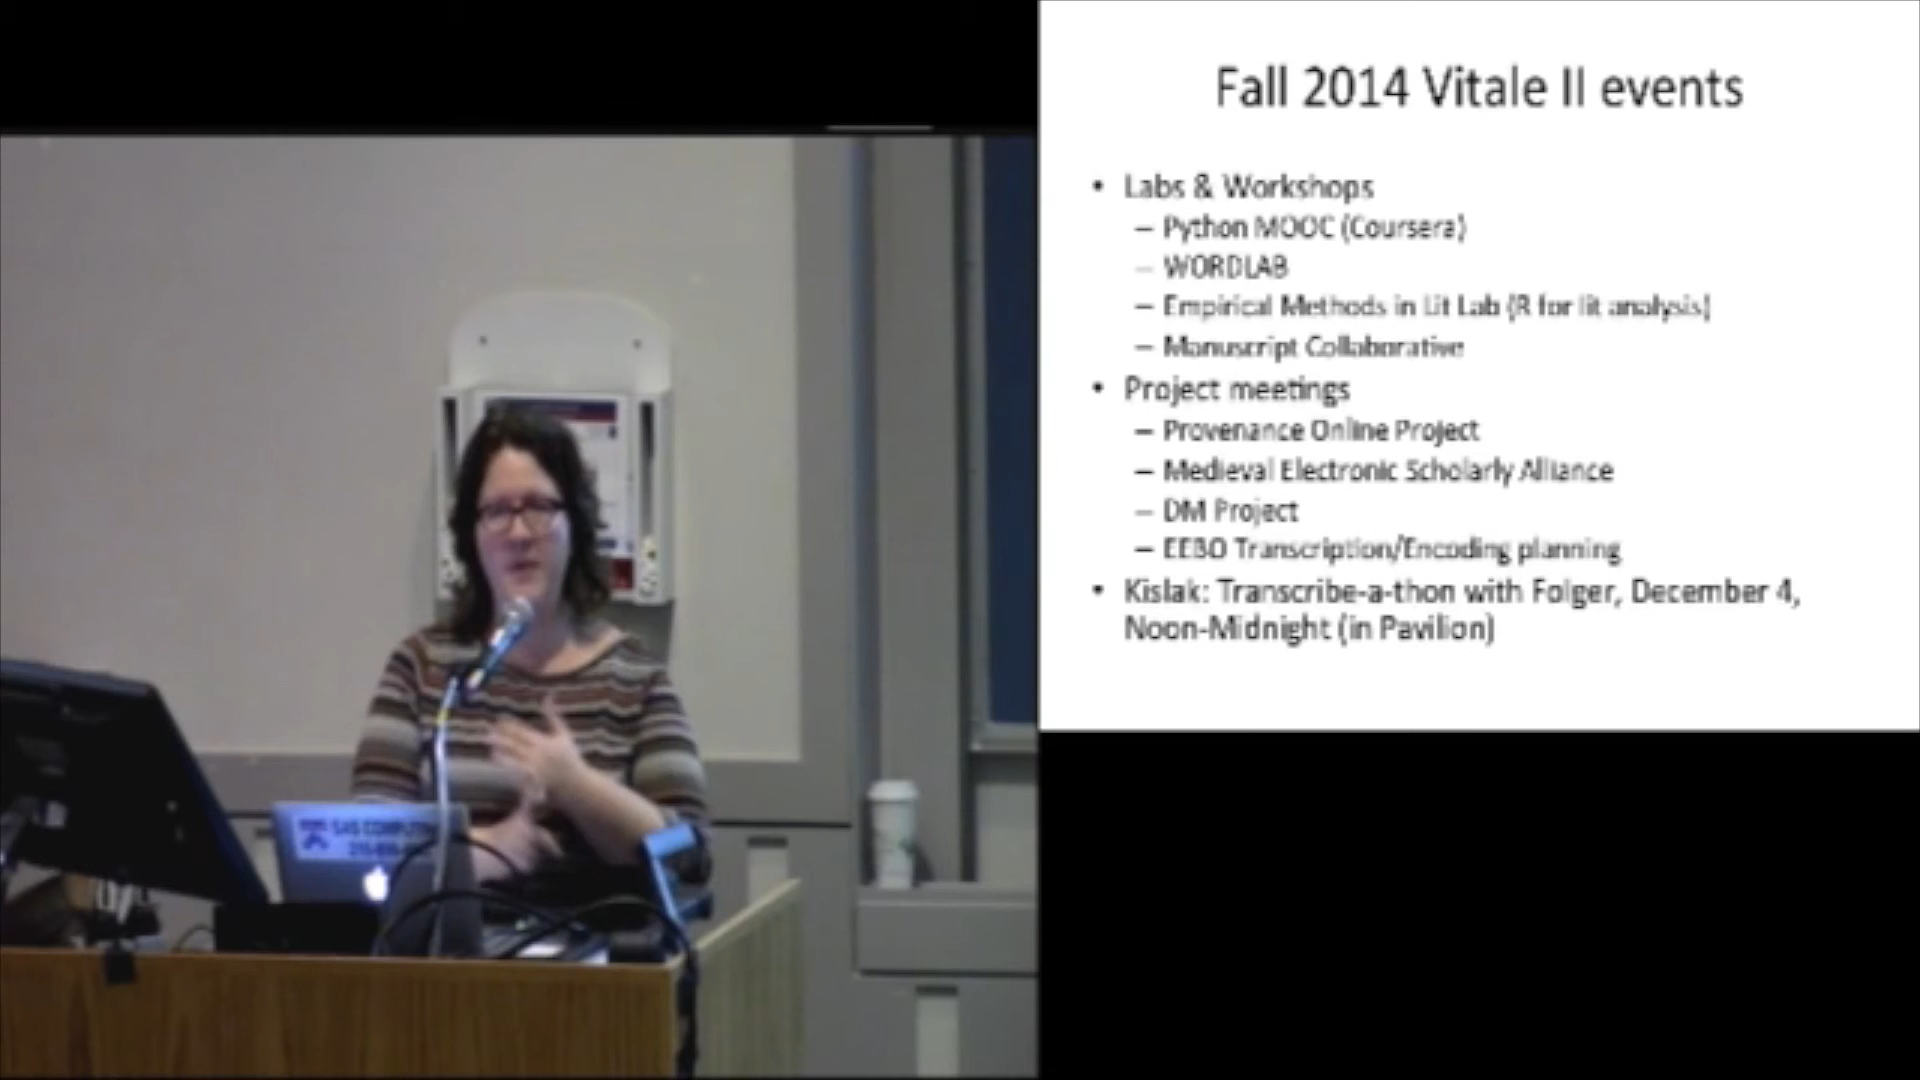 Fall 2014 Vitale II events
• Labs & Workshops
– Python MOOC (Coursera)
– WORDLAB
– Empirical Methods in Lit Lab (R for lit analysis)
– Manuscript Collaborative
• Project meetings
– Provenance Online Project
– Medieval Electronic Scholarly Alliance
– DM Project
– EEBO Transcription/Encoding planning
• Kislak: Transcribe-a-thon with Folger, December 4,
Noon-Midnight (in Pavilion)
SAS